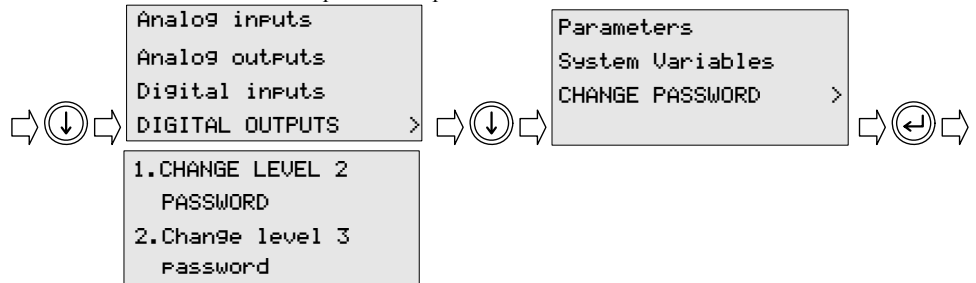 Analog inputs
Analog outputs
Digital inputs
DIGITAL OUTPUTS >
Parameters
System Variables
CHANGE PASSWORD >
1.CHANGE LEVEL 2
PASSWORD
2.Change level 3
password